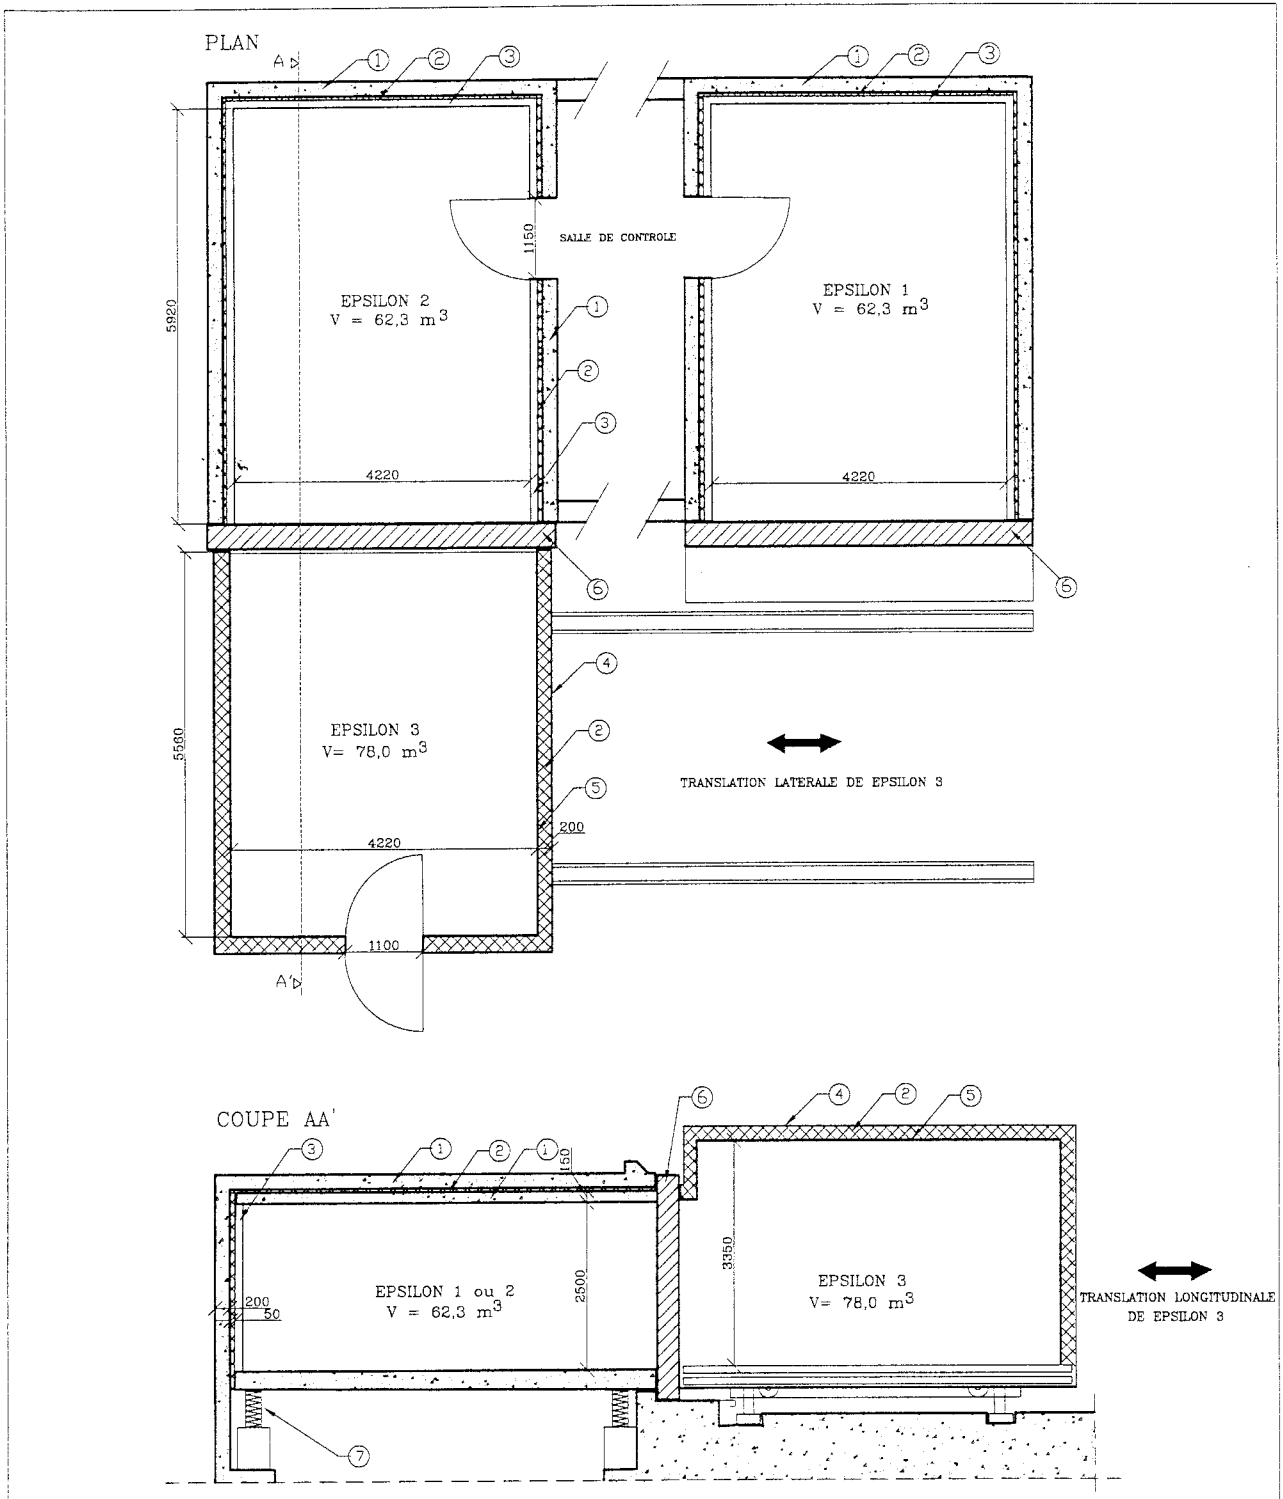 PLAN
A
1
2
3
1
2
3
5920
1150
SALLE DE CONTROLE
EPSILON 2
V = 62,3 m³
EPSILON 1
V = 62,3 m³
1
2
3
4220
4220
6
6
4
5560
EPSILON 3
V= 78,0 m³
2
TRANSLATION LATERALE DE EPSILON 3
5
200
4220
1100
A'
COUPE AA'
6
4
2
5
3
1
2
1
150
3350
2500
EPSILON 1 ou 2
V = 62,3 m³
EPSILON 3
V= 78,0 m³
200
50
TRANSLATION LONGITUDINALE
DE EPSILON 3
7